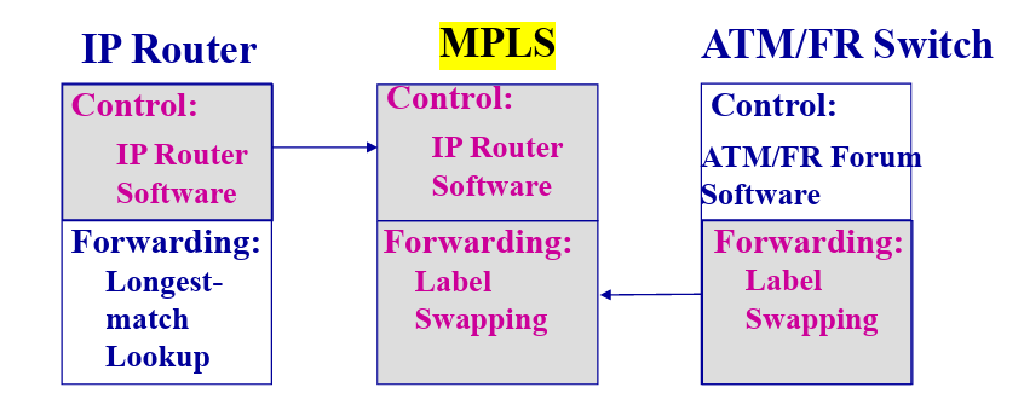 IP Router
Control:
IP Router
Software
Forwarding:
Longest-
match
Lookup
MPLS
Control:
IP Router
Software
Forwarding:
Label
Swapping
ATM/FR Switch
Control:
ATM/FR Forum
Software
Forwarding:
Label
Swapping